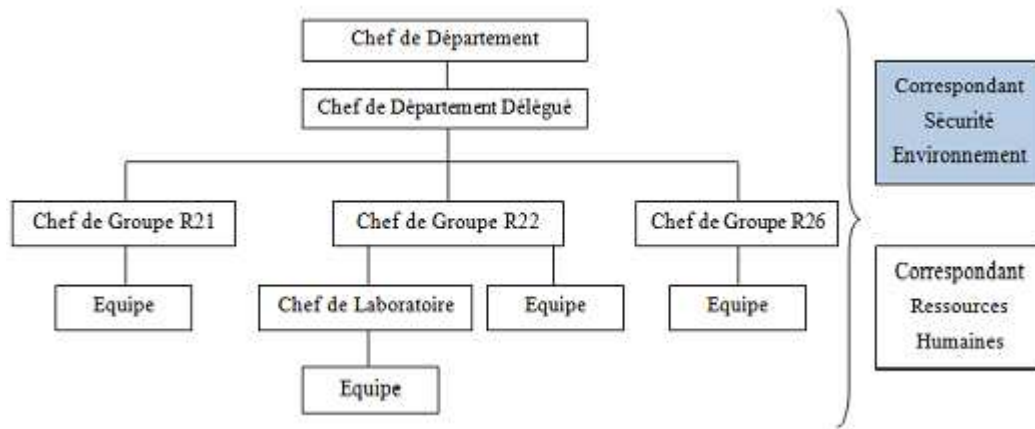 Chef de Département
Chef de Département Délégué
Chef de Groupe R21
Chef de Groupe R22
Chef de Groupe R26
Equipe
Chef de Laboratoire
Equipe
Equipe
Equipe
Correspondant
Sécurité
Environnement
Correspondant
Ressources
Humaines